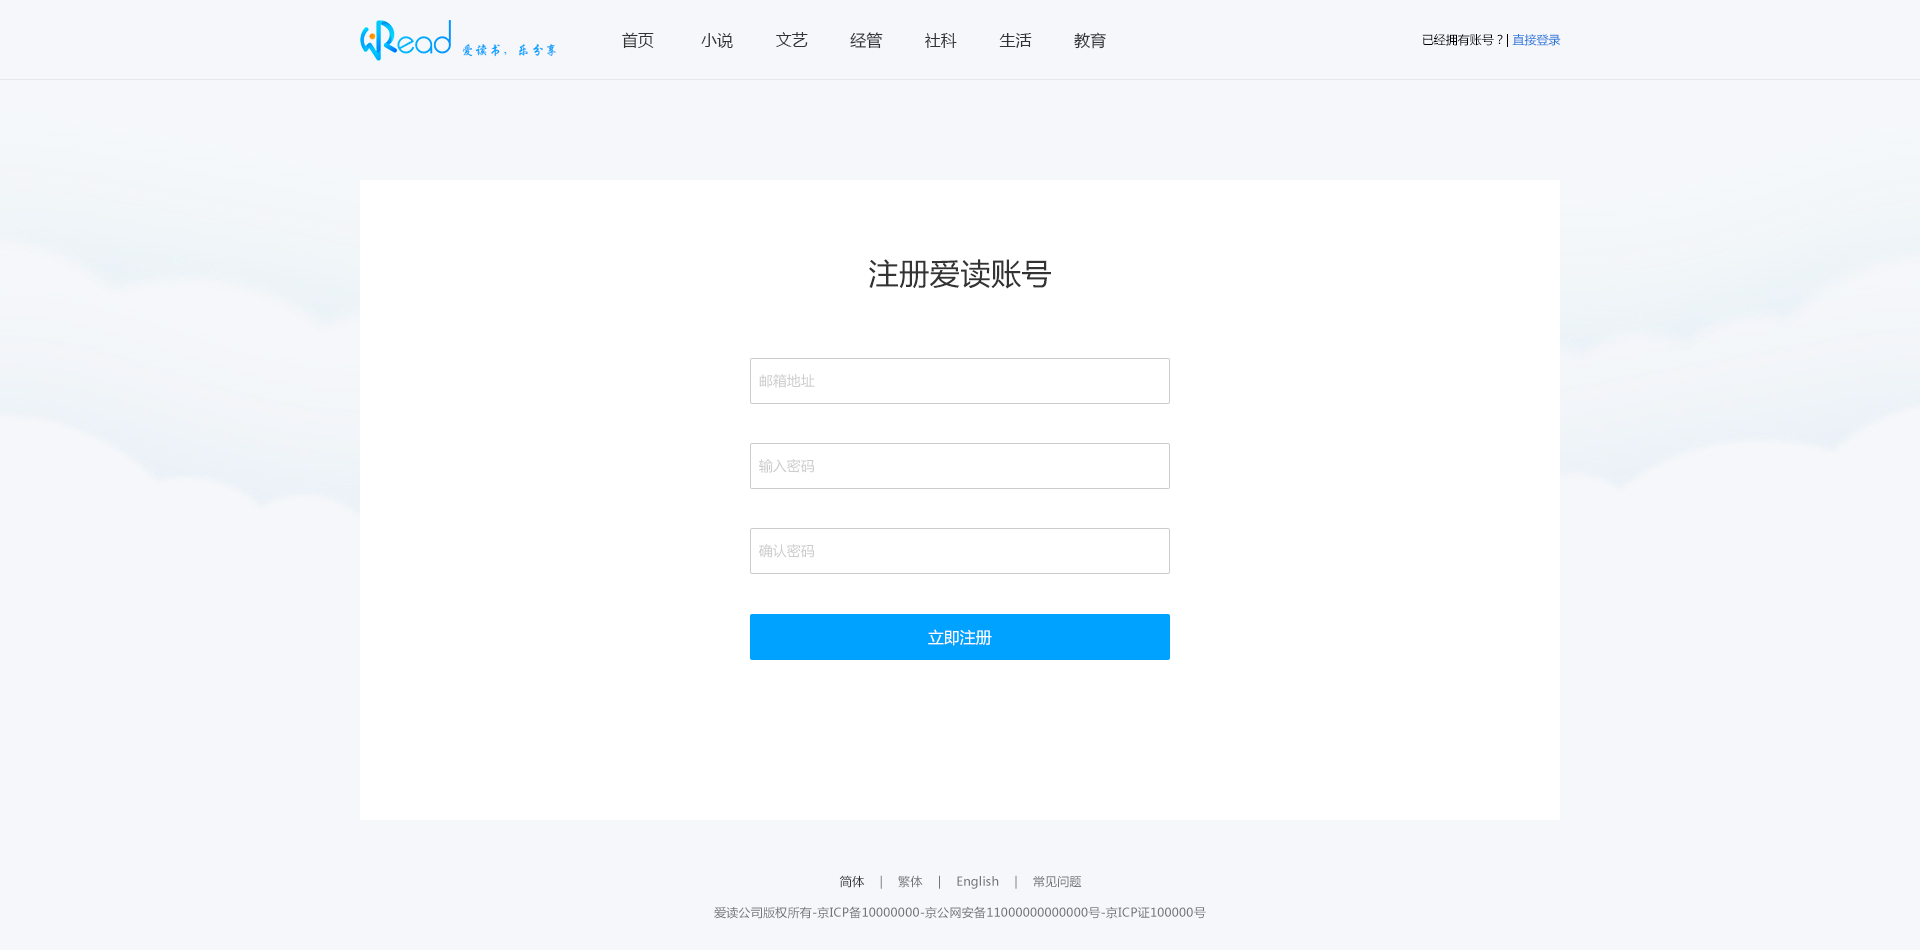 Read 爱读书，乐分享
首页 小说 文艺 经管 社科 生活 教育
已经拥有账号？| 直接登录
注册爱读账号
邮箱地址
输入密码
确认密码
立即注册
简体 | 繁体 | English | 常见问题
爱读公司版权所有-京ICP备10000000-京公网安备11000000000000号-京ICP证100000号